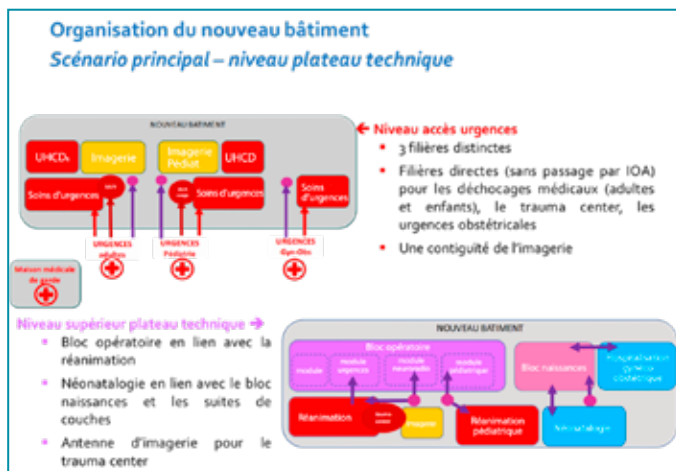 Organisation du nouveau bâtiment
Scénario principal – niveau plateau technique
NOUVEAU BATIMENT
UHCD
Imagerie
Imagerie
Pédiat
UHCD
Soins d'urgences
Soins d'urgences
Soins
d'urgences
URGENCES
adultes
URGENCES
Pédiatrie
URGENCES
Gyn-Obs
Maison médicale
de garde
← Niveau accès urgences
3 filières distinctes
Filières directes (sans passage par IOA)
pour les déchocages médicaux (adultes
et enfants), le trauma center, les
urgences obstétricales
Une contiguité de l'imagerie
Niveau supérieur plateau technique →
Bloc opératoire en lien avec la
réanimation
Néonatalogie en lien avec le bloc
naissances et les suites de
couches
Antenne d'imagerie pour le
trauma center
NOUVEAU BATIMENT
Bloc opératoire
module
module
urgences
module
neuroradio
module
pédiatrique
Bloc naissances
Hospitalisation
gynéco
obstétrique
Réanimation
Imagerie
Réanimation
pédiatrique
Néonatalogie